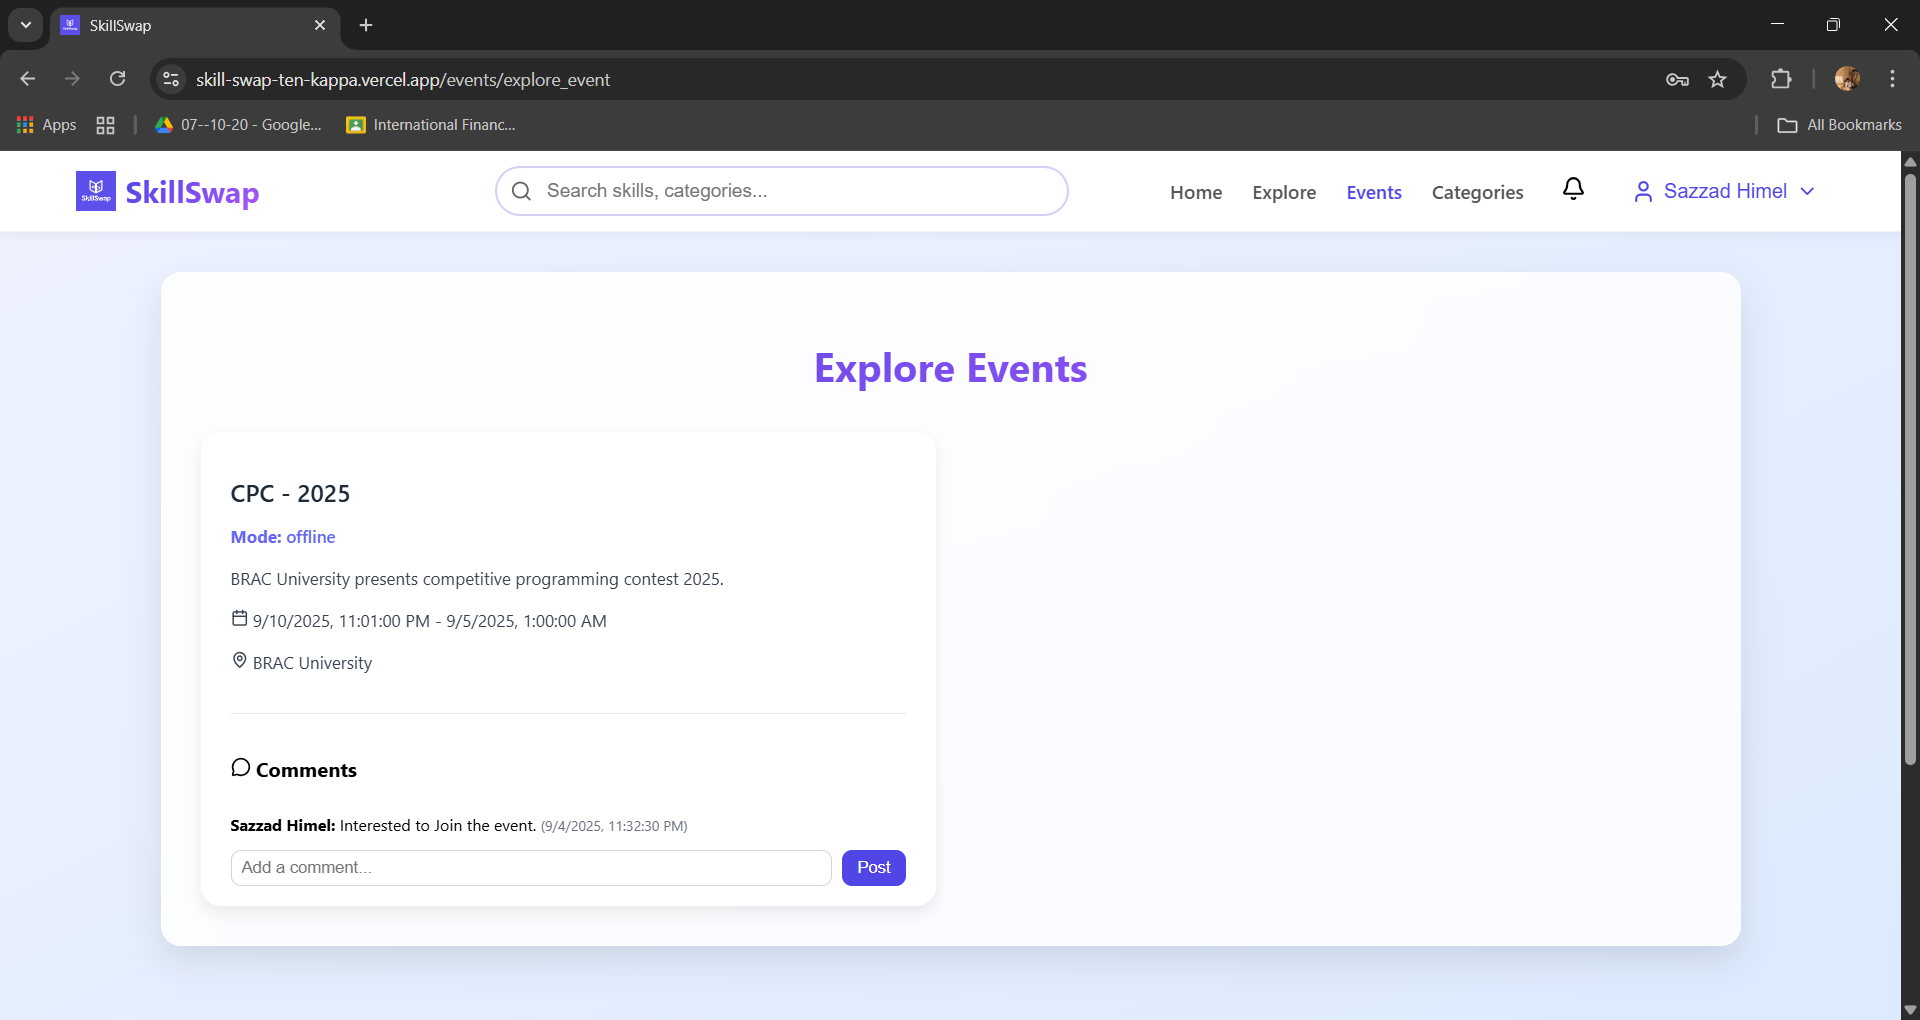 SkillSwap
skill-swap-ten-kappa.vercel.app/events/explore_event
Apps
07--10-20 - Google...
International Financ...
All Bookmarks
SkillSwap
SkillSwap
Search skills, categories...
Home
Explore
Events
Categories
Sazzad Himel
Explore Events
CPC - 2025
Mode: offline
BRAC University presents competitive programming contest 2025.
9/10/2025, 11:01:00 PM - 9/5/2025, 1:00:00 AM
BRAC University
Comments
Sazzad Himel: Interested to Join the event. (9/4/2025, 11:32:30 PM)
Add a comment...
Post